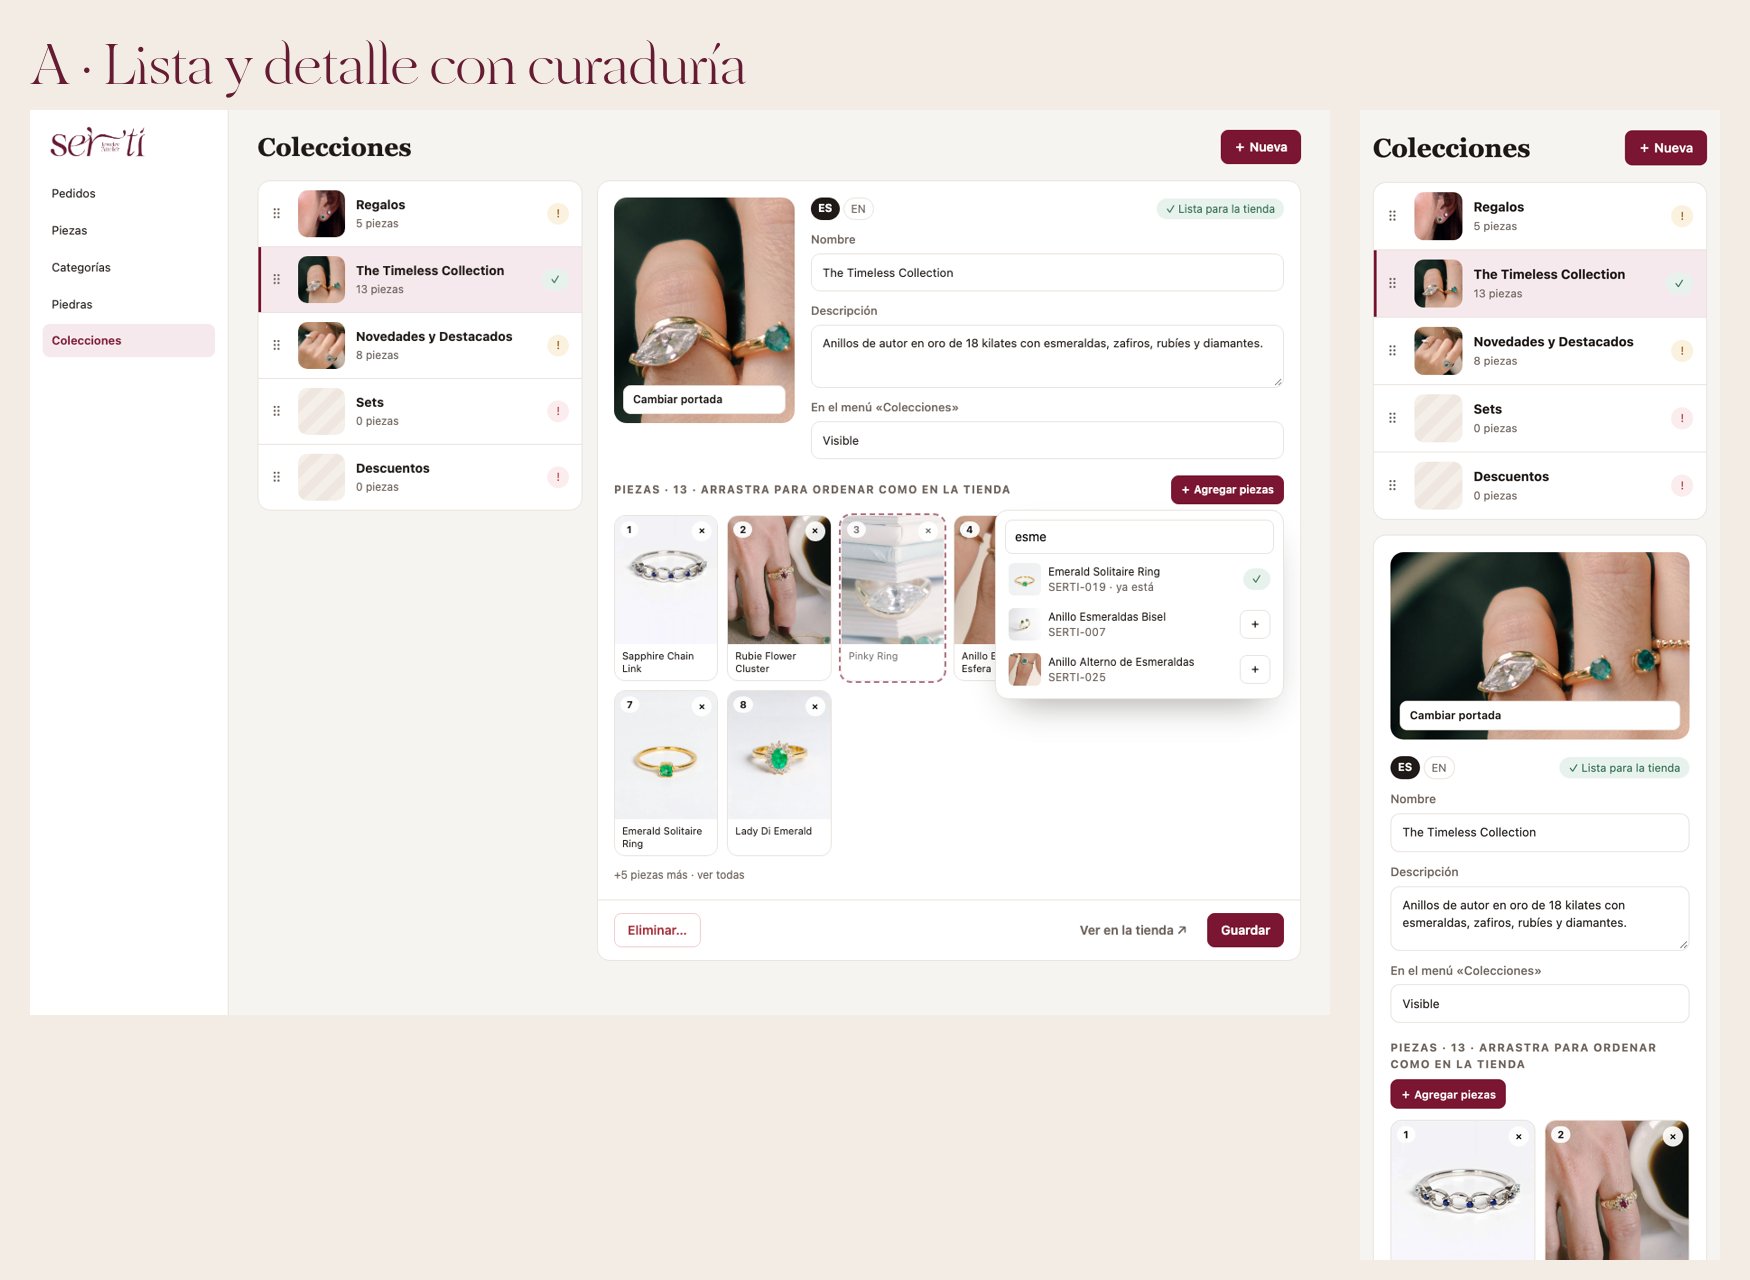 A · Lista y detalle con curaduría
ser~ti
Jewelry
Atelier
Pedidos
Piezas
Categorías
Piedras
Colecciones
Colecciones
+ Nueva
Regalos
5 piezas
!
The Timeless Collection
13 piezas
✓
Novedades y Destacados
8 piezas
!
Sets
0 piezas
!
Descuentos
0 piezas
!
Cambiar portada
ES
EN
✓ Lista para la tienda
Nombre
The Timeless Collection
Descripción
Anillos de autor en oro de 18 kilates con esmeraldas, zafiros, rubíes y diamantes.
En el menú «Colecciones»
Visible
PIEZAS · 13 · ARRASTRA PARA ORDENAR COMO EN LA TIENDA
+ Agregar piezas
1 ×
Sapphire Chain
Link
2 ×
Rubie Flower
Cluster
3 ×
Pinky Ring
4
Anillo E
Esfera
esme
Emerald Solitaire Ring
SERTI-019 · ya está
✓
Anillo Esmeraldas Bisel
SERTI-007
+
Anillo Alterno de Esmeraldas
SERTI-025
+
7 ×
Emerald Solitaire
Ring
8 ×
Lady Di Emerald
+5 piezas más · ver todas
Eliminar...
Ver en la tienda ↗
Guardar
Colecciones
+ Nueva
Regalos
5 piezas
!
The Timeless Collection
13 piezas
✓
Novedades y Destacados
8 piezas
!
Sets
0 piezas
!
Descuentos
0 piezas
!
Cambiar portada
ES
EN
✓ Lista para la tienda
Nombre
The Timeless Collection
Descripción
Anillos de autor en oro de 18 kilates con
esmeraldas, zafiros, rubíes y diamantes.
En el menú «Colecciones»
Visible
PIEZAS · 13 · ARRASTRA PARA ORDENAR
COMO EN LA TIENDA
+ Agregar piezas
1 ×
2 ×